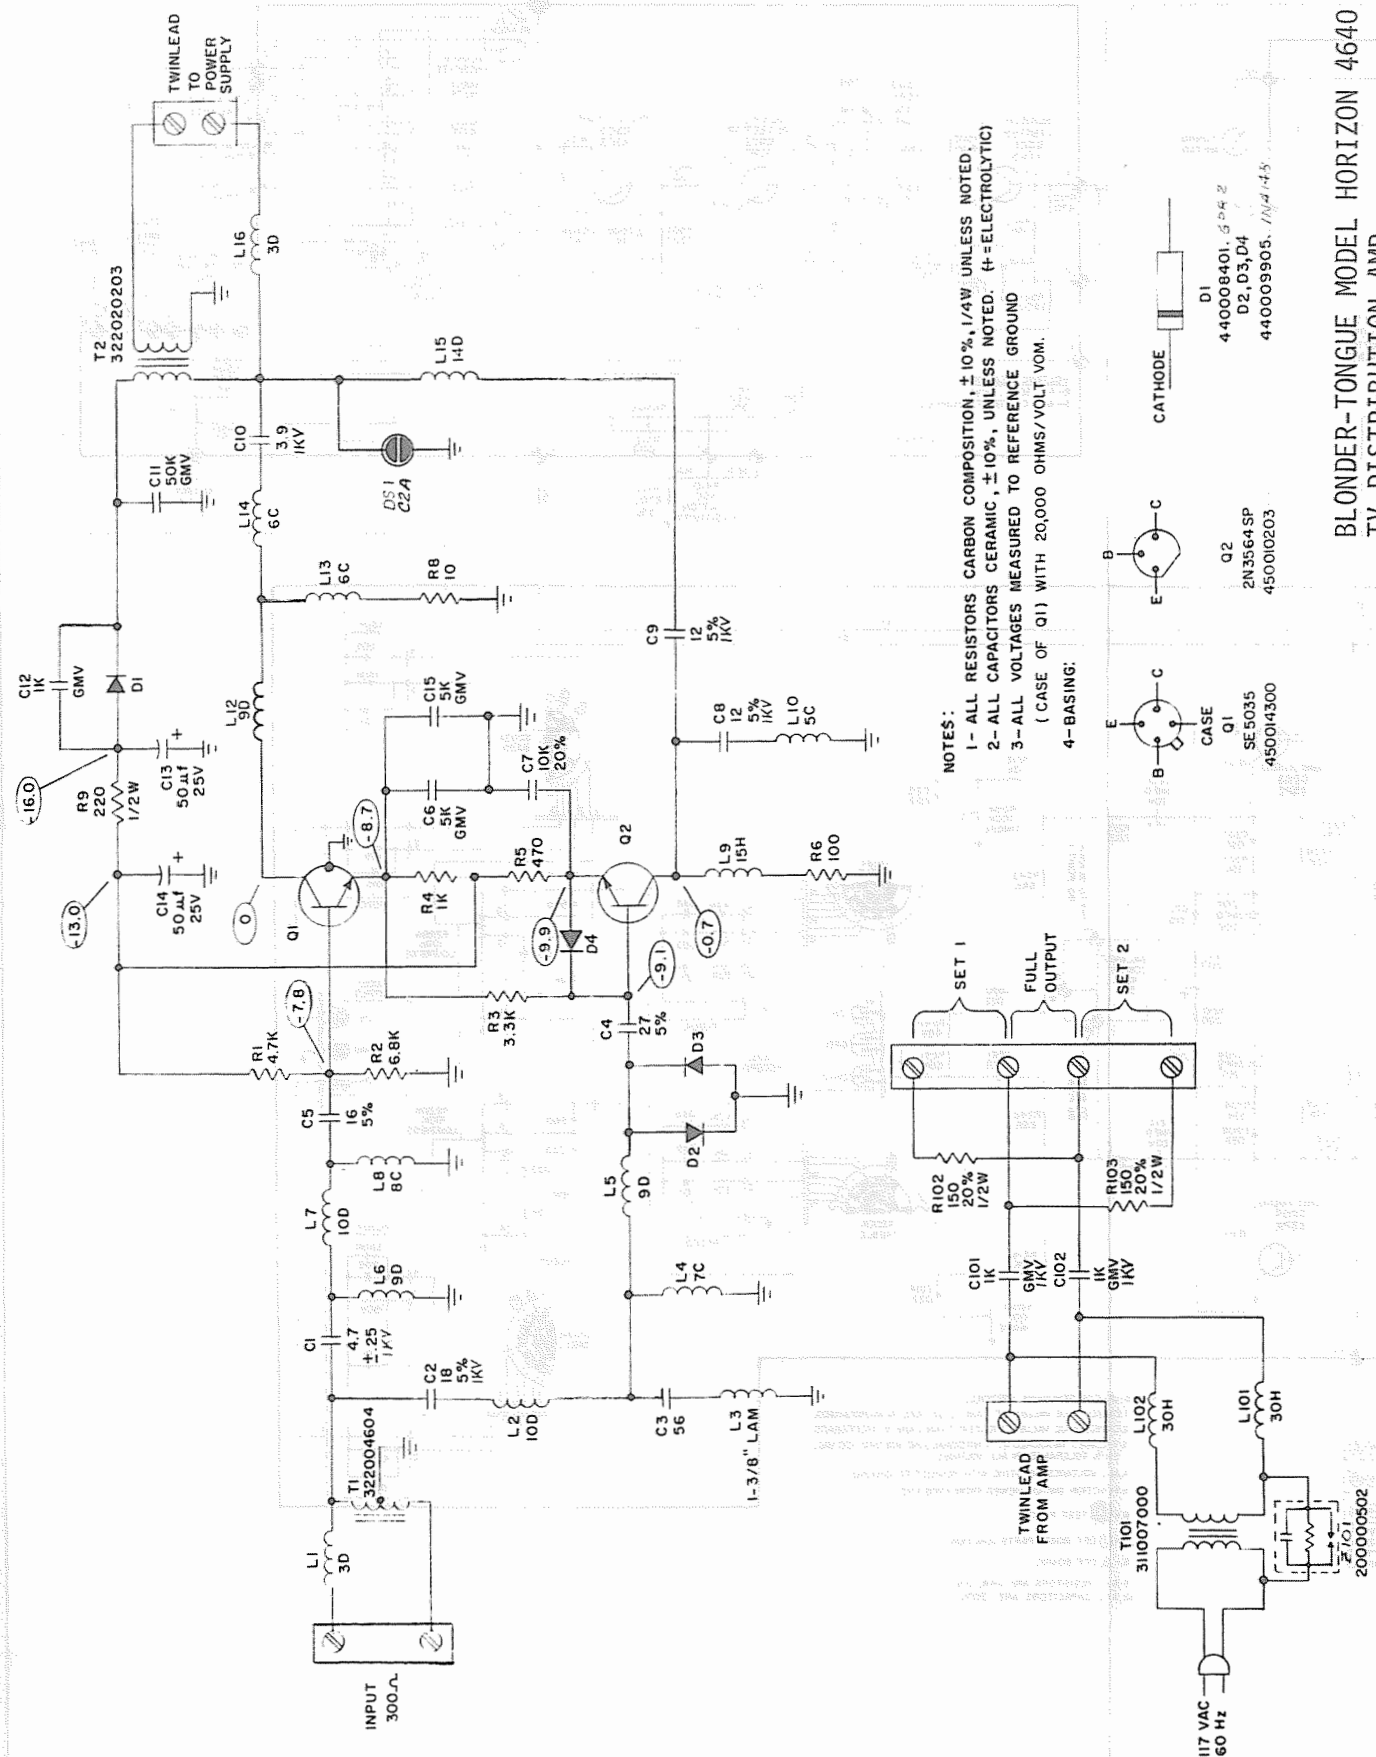 TWINLEAD
TO
POWER
SUPPLY
T2
322020203
L16
3D
C11
50K
GMV
C10
3.9
1KV
L15
14D
DS1
C2A
L14
6C
L13
6C
R8
10
C12
1K
GMV
D1
L12
9D
-16.0
R9
220
1/2W
C13
50µf
25V
+
-13.0
C14
50µf
25V
+
0
Q1
-8.7
C15
5K
GMV
C6
5K
GMV
C7
10K
20%
R4
1K
R5
470
Q2
-9.9
D4
-9.1
-0.7
C9
12
5%
1KV
C8
12
5%
1KV
L10
5C
L9
15H
R6
100
R3
3.3K
-7.8
R1
4.7K
R2
6.8K
C5
16
5%
C4
27
5%
D3
D2
L8
8C
L7
10D
L6
9D
L5
9D
L4
7C
C1
4.7
±.25
1KV
C2
18
5%
1KV
L2
10D
C3
56
L3
1-3/8" LAM
T1
322004604
L1
3D
INPUT
300Ω
NOTES:
1- ALL RESISTORS CARBON COMPOSITION, ±10%, 1/4W UNLESS NOTED.
2- ALL CAPACITORS CERAMIC, ±10%, UNLESS NOTED. (+=ELECTROLYTIC)
3- ALL VOLTAGES MEASURED TO REFERENCE GROUND
( CASE OF Q1) WITH 20,000 OHMS/VOLT VOM.
4-BASING:
E
B
C
CASE
Q1
SE5035
450014300
B
E
C
Q2
2N3564SP
450010203
CATHODE
D1
440008401.
D2,D3,D4
440009905. 1N4148
SET 1
FULL
OUTPUT
SET 2
R102
150
20%
1/2W
R103
150
20%
1/2W
C101
1K
GMV
1KV
C102
1K
GMV
1KV
TWINLEAD
FROM AMP
L102
30H
L101
30H
T101
311007000
Z101
200000502
117 VAC
60 Hz
BLONDER-TONGUE MODEL HORIZON 4640
TV DISTRIBUTION AMP